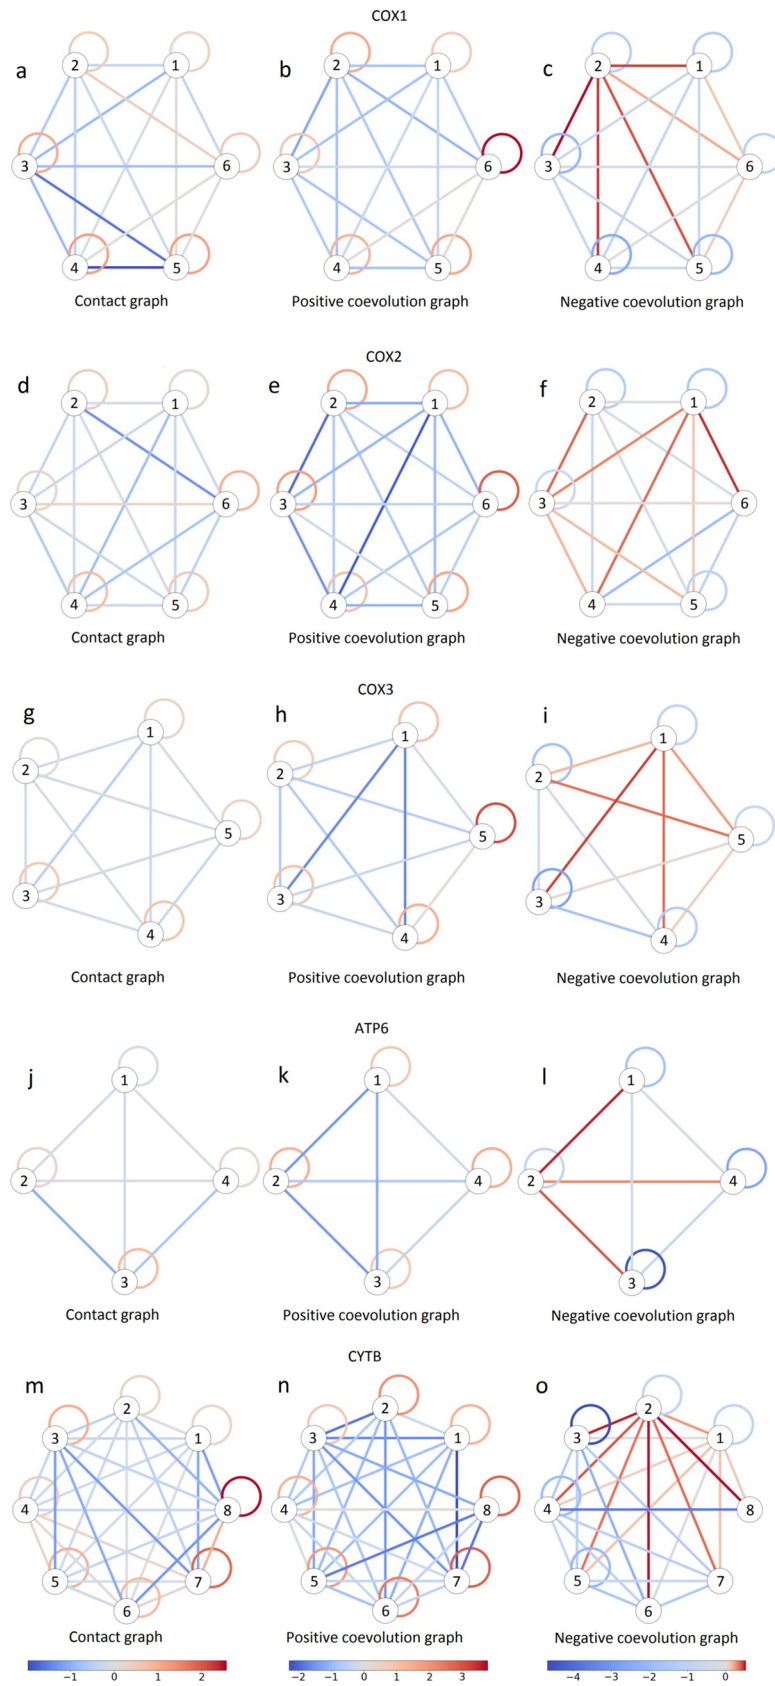 COX1
a b c
2 1 2 1 2 1
3 6 3 6 3 6
4 5 4 5 4 5
Contact graph Positive coevolution graph Negative coevolution graph
COX2
d e f
2 1 2 1 2 1
3 6 3 6 3 6
4 5 4 5 4 5
Contact graph Positive coevolution graph Negative coevolution graph
COX3
g h i
1 1 1
2 2 2
5 5 5
3 3 3
4 4 4
Contact graph Positive coevolution graph Negative coevolution graph
ATP6
j k l
1 1 1
2 4 2 4 2 4
3 3 3
Contact graph Positive coevolution graph Negative coevolution graph
CYTB
m n o
2 2 2
3 1 3 1 3 1
4 8 4 8 4 8
5 7 5 7 5 7
6 6 6
Contact graph Positive coevolution graph Negative coevolution graph
−1 0 1 2 −2 −1 0 1 2 3 −4 −3 −2 −1 0